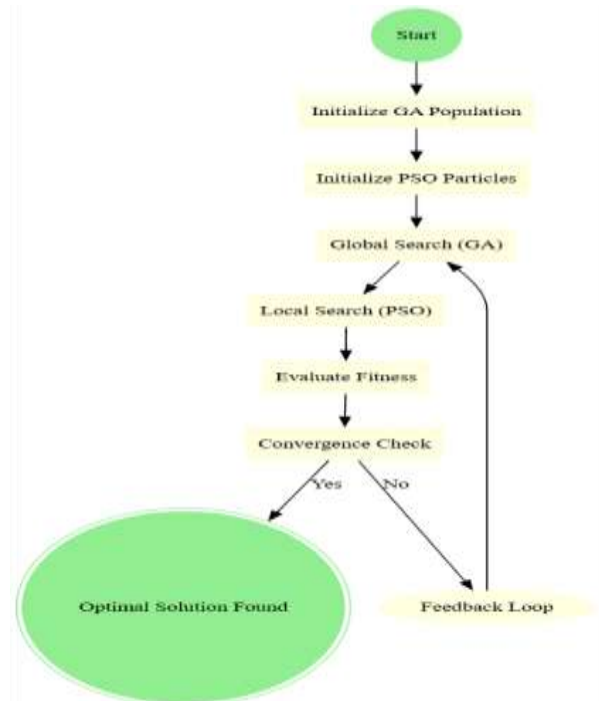 Start
Initialize GA Population
Initialize PSO Particles
Global Search (GA)
Local Search (PSO)
Evaluate Fitness
Convergence Check
Yes
No
Optimal Solution Found
Feedback Loop